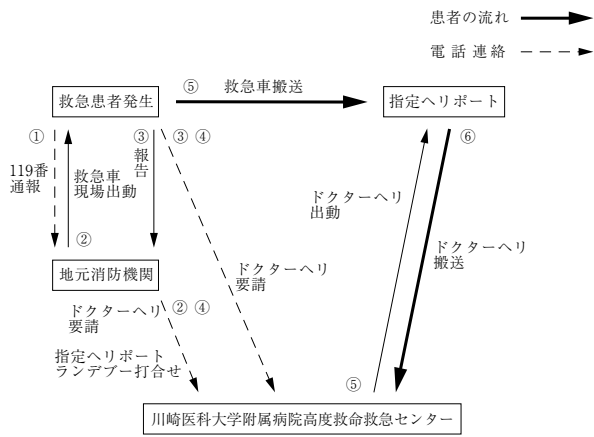 患者の流れ
電話連絡
⑤ 救急車搬送
救急患者発生
指定ヘリポート
①
③
③ ④
⑥
119番
通報
救急車
現場出動
報告
②
ドクターヘリ
出動
ドクターヘリ
搬送
地元消防機関
ドクターヘリ
要請
② ④
ドクターヘリ
要請
指定ヘリポート
ランデブー打合せ
⑤
川崎医科大学附属病院高度救命救急センター